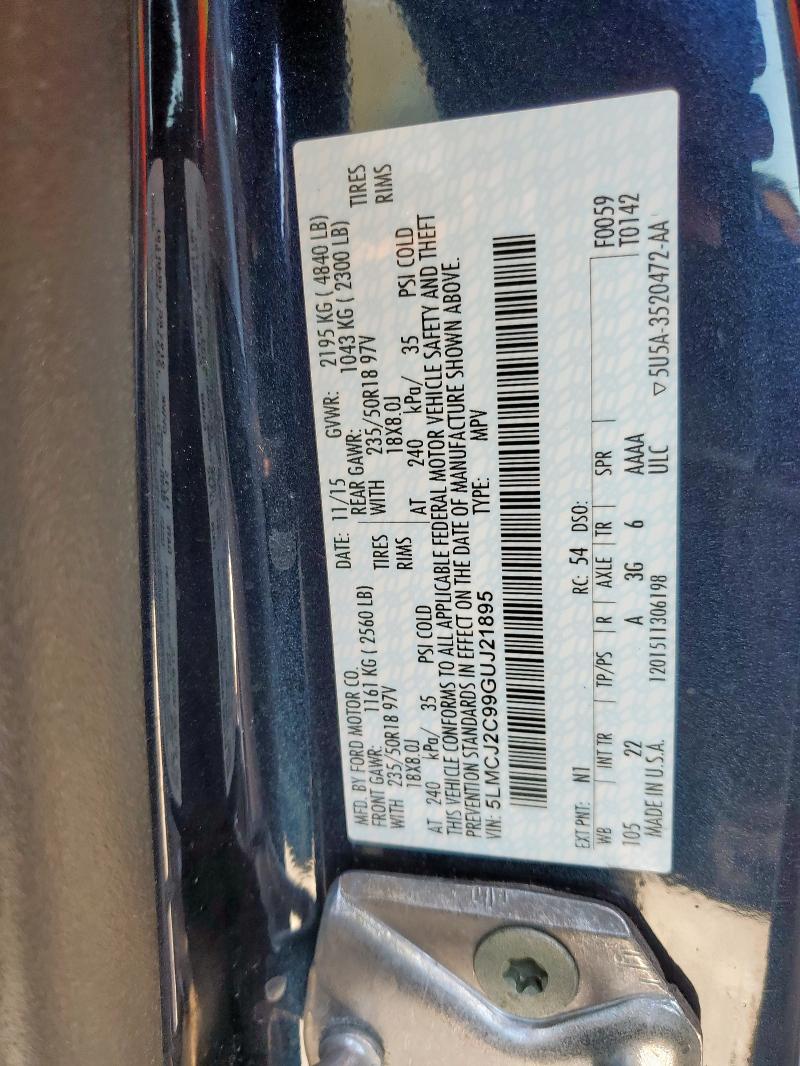 MFD. BY FORD MOTOR CO.
DATE: 11/15 GVWR: 2195 KG ( 4840 LB)
FRONT GAWR: 1161 KG ( 2560 LB)
REAR GAWR: 1043 KG ( 2300 LB)
WITH 235/50R18 97V TIRES
WITH 235/50R18 97V TIRES
18X8.0J RIMS
18X8.0J RIMS
AT 240 kPa/ 35 PSI COLD
AT 240 kPa/ 35 PSI COLD
THIS VEHICLE CONFORMS TO ALL APPLICABLE FEDERAL MOTOR VEHICLE SAFETY AND THEFT
PREVENTION STANDARDS IN EFFECT ON THE DATE OF MANUFACTURE SHOWN ABOVE.
VIN: 5LMCJ2C99GUJ21895 TYPE: MPV
EXT PNT: N1 RC: 54 DSO: F0059
WB INT TR TP/PS R AXLE TR SPR T0142
105 22 A 3G 6 AAAA
ULC
MADE IN U.S.A. 1201511306198 ▽ 5U5A-3520472-AA